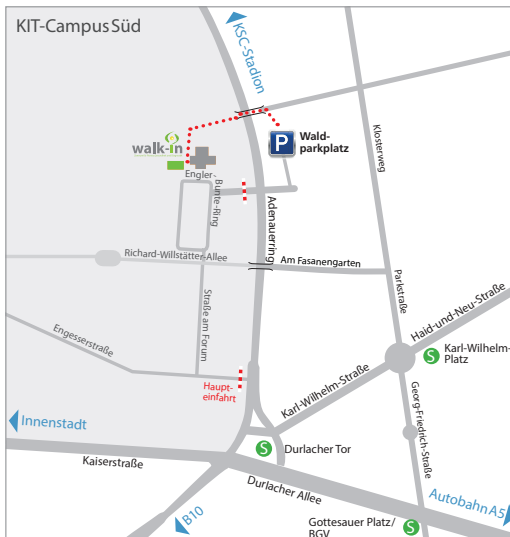 KIT-Campus Süd
KSC-Stadion
walk-in
P
Wald-
parkplatz
Klosterweg
Engler-
Bunte-Ring
Adenauerring
Richard-Willstätter-Allee
Am Fasanengarten
Straße am Forum
Parkstraße
Engesserstraße
Haid-und-Neu-Straße
Haupt-
einfahrt
Karl-Wilhelm-Straße
S
Karl-Wilhelm-
Platz
Georg-Friedrich-Straße
Innenstadt
S
Durlacher Tor
Kaiserstraße
Durlacher Allee
Autobahn A5
B10
Gottesauer Platz/
BGV
S